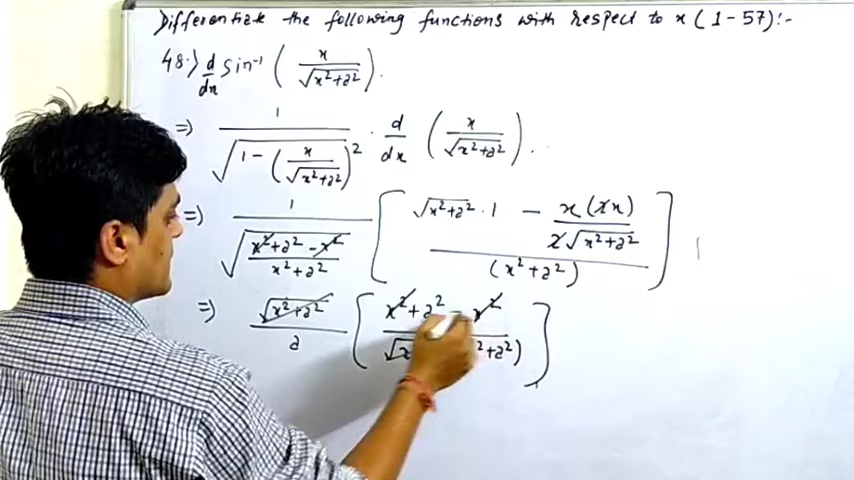 Differentiate the following functions with respect to x (1-57):-
48.> d/dx sin⁻¹ ( x / √(x²+a²) ).
=> 1 / √(1 - ( x / √(x²+a²) )²) · d/dx ( x / √(x²+a²) ).
=> 1 / √( (x²+a²-x²) / (x²+a²) ) [ ( √(x²+a²) · 1 - x(2x) / 2√(x²+a²) ) / (x²+a²) ]
=> √(x²+a²) / a [ x²+a² - x² / √x ²+a²) ]